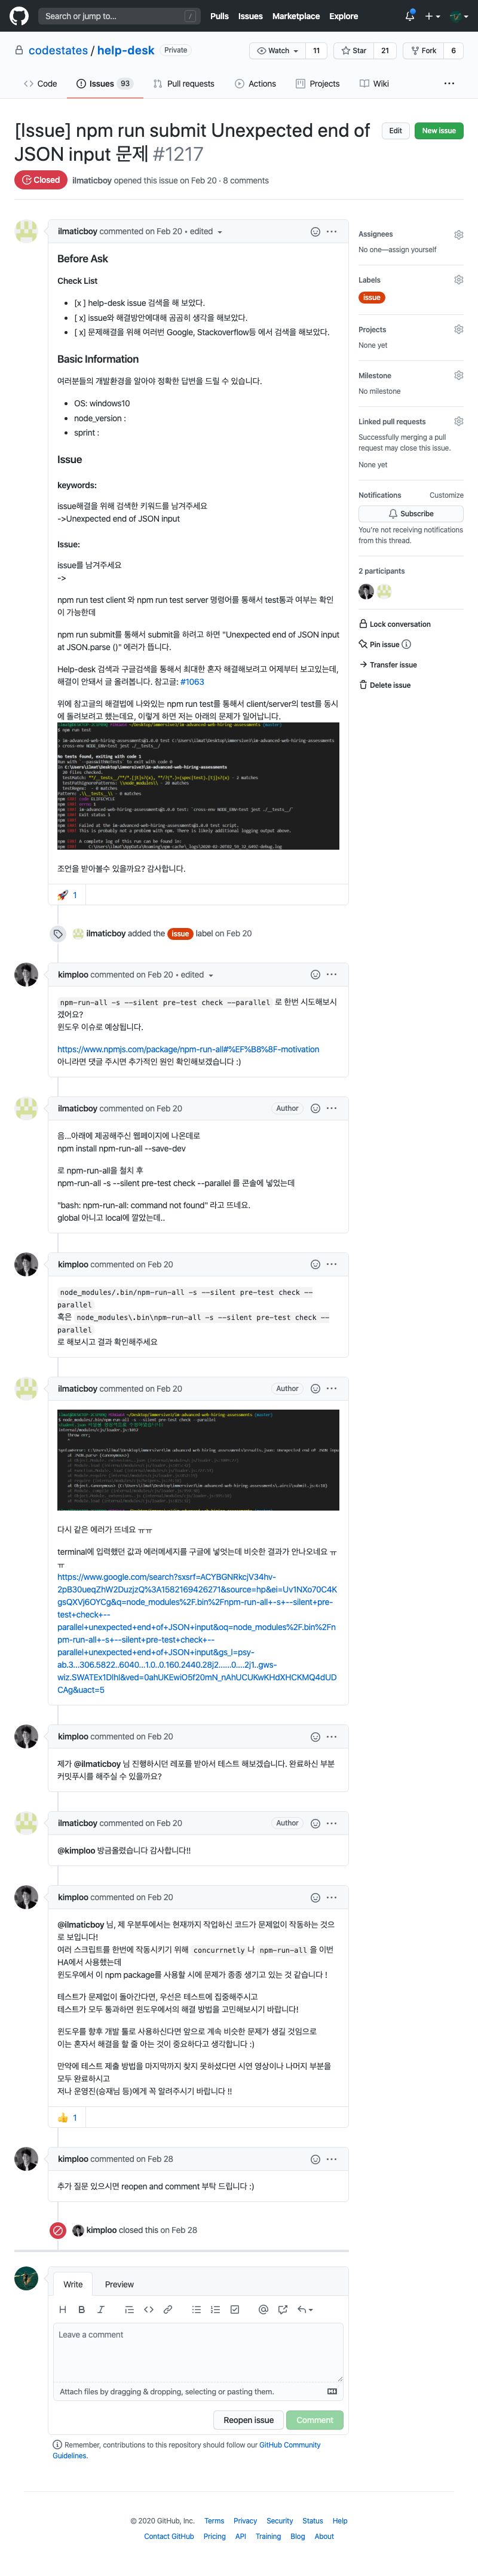 Search or jump to...
/
Pulls Issues Marketplace Explore
codestates / help-desk Private
Watch 11 Star 21 Fork 6
Code Issues 93 Pull requests Actions Projects Wiki
[Issue] npm run submit Unexpected end of
JSON input 문제 #1217
Edit New issue
Closed ilmaticboy opened this issue on Feb 20 · 8 comments
ilmaticboy commented on Feb 20 • edited
Before Ask
Check List
• [x ] help-desk issue 검색을 해 보았다.
• [ x] issue와 해결방안에대해 곰곰히 생각을 해보았다.
• [ x] 문제해결을 위해 여러번 Google, Stackoverflow등 에서 검색을 해보았다.
Basic Information
여러분들의 개발환경을 알아야 정확한 답변을 드릴 수 있습니다.
• OS: windows10
• node_version :
• sprint :
Issue
keywords:
issue해결을 위해 검색한 키워드를 남겨주세요
->Unexpected end of JSON input
Issue:
issue를 남겨주세요
->
npm run test client 와 npm run test server 명령어를 통해서 test통과 여부는 확인
이 가능한데
npm run submit를 통해서 submit을 하려고 하면 "Unexpected end of JSON input
at JSON.parse ()" 에러가 뜹니다.
Help-desk 검색과 구글검색을 통해서 최대한 혼자 해결해보려고 어제부터 보고있는데,
해결이 안돼서 글 올려봅니다. 참고글: #1063
위에 참고글의 해결법에 나와있는 npm run test를 통해서 client/server의 test를 동시
에 돌려보려고 했는데요, 이렇게 하면 저는 아래의 문제가 일어납니다.
조언을 받아볼수 있을까요? 감사합니다.
🚀 1
ilmaticboy added the issue label on Feb 20
kimploo commented on Feb 20 • edited
npm-run-all -s --silent pre-test check --parallel 로 한번 시도해보시
겠어요?
윈도우 이슈로 예상됩니다.
https://www.npmjs.com/package/npm-run-all#%EF%B8%8F-motivation
아니라면 댓글 주시면 추가적인 원인 확인해보겠습니다 :)
ilmaticboy commented on Feb 20 Author
음...아래에 제공해주신 웹페이지에 나온데로
npm install npm-run-all --save-dev
로 npm-run-all을 철치 후
npm-run-all -s --silent pre-test check --parallel 를 콘솔에 넣었는데
"bash: npm-run-all: command not found" 라고 뜨네요.
global 아니고 local에 깔았는데..
kimploo commented on Feb 20
node_modules/.bin/npm-run-all -s --silent pre-test check --
parallel
혹은 node_modules\.bin\npm-run-all -s --silent pre-test check --
parallel
로 해보시고 결과 확인해주세요
ilmaticboy commented on Feb 20 Author
다시 같은 에러가 뜨네요 ㅠㅠ
terminal에 입력했던 값과 에러메세지를 구글에 넣엇는데 비슷한 결과가 안나오네요 ㅠ
ㅠ
https://www.google.com/search?sxsrf=ACYBGNRkcjV34hv-
2pB30ueqZhW2DuzjzQ%3A1582169426271&source=hp&ei=Uv1NXo70C4K
gsQXVj6OYCg&q=node_modules%2F.bin%2Fnpm-run-all+-s+--silent+pre-
test+check+--
parallel+unexpected+end+of+JSON+input&oq=node_modules%2F.bin%2Fn
pm-run-all+-s+--silent+pre-test+check+--
parallel+unexpected+end+of+JSON+input&gs_l=psy-
ab.3...306.5822..6040...1.0..0.160.2440.28j2......0....2j1..gws-
wiz.SWATEx1DlhI&ved=0ahUKEwiO5f20mN_nAhUCUKwKHdXHCKMQ4dUD
CAg&uact=5
kimploo commented on Feb 20
제가 @ilmaticboy 님 진행하시던 레포를 받아서 테스트 해보겠습니다. 완료하신 부분
커밋푸시를 해주실 수 있을까요?
ilmaticboy commented on Feb 20 Author
@kimploo 방금올렸습니다 감사합니다!!
kimploo commented on Feb 20
@ilmaticboy 님, 제 우분투에서는 현재까지 작업하신 코드가 문제없이 작동하는 것으
로 보입니다!
여러 스크립트를 한번에 작동시키기 위해 concurrnetly 나 npm-run-all 을 이번
HA에서 사용했는데
윈도우에서 이 npm package를 사용할 시에 문제가 종종 생기고 있는 것 같습니다 !
테스트가 문제없이 돌아간다면, 우선은 테스트에 집중해주시고
테스트가 모두 통과하면 윈도우에서의 해결 방법을 고민해보시기 바랍니다!
윈도우를 향후 개발 툴로 사용하신다면 앞으로 계속 비슷한 문제가 생길 것임으로
이는 혼자서 해결을 할 줄 아는 것이 중요하다고 생각합니다 :)
만약에 테스트 제출 방법을 마지막까지 찾지 못하셨다면 시연 영상이나 나머지 부분을
모두 완료하시고
저나 운영진(승재님 등)에게 꼭 알려주시기 바랍니다 !!
👍 1
kimploo commented on Feb 28
추가 질문 있으시면 reopen and comment 부탁 드립니다 :)
kimploo closed this on Feb 28
Write Preview
Leave a comment
Attach files by dragging & dropping, selecting or pasting them.
Reopen issue Comment
Remember, contributions to this repository should follow our GitHub Community
Guidelines.
Assignees
No one—assign yourself
Labels
issue
Projects
None yet
Milestone
No milestone
Linked pull requests
Successfully merging a pull
request may close this issue.
None yet
Notifications Customize
Subscribe
You're not receiving notifications
from this thread.
2 participants
Lock conversation
Pin issue
Transfer issue
Delete issue
© 2020 GitHub, Inc. Terms Privacy Security Status Help
Contact GitHub Pricing API Training Blog About